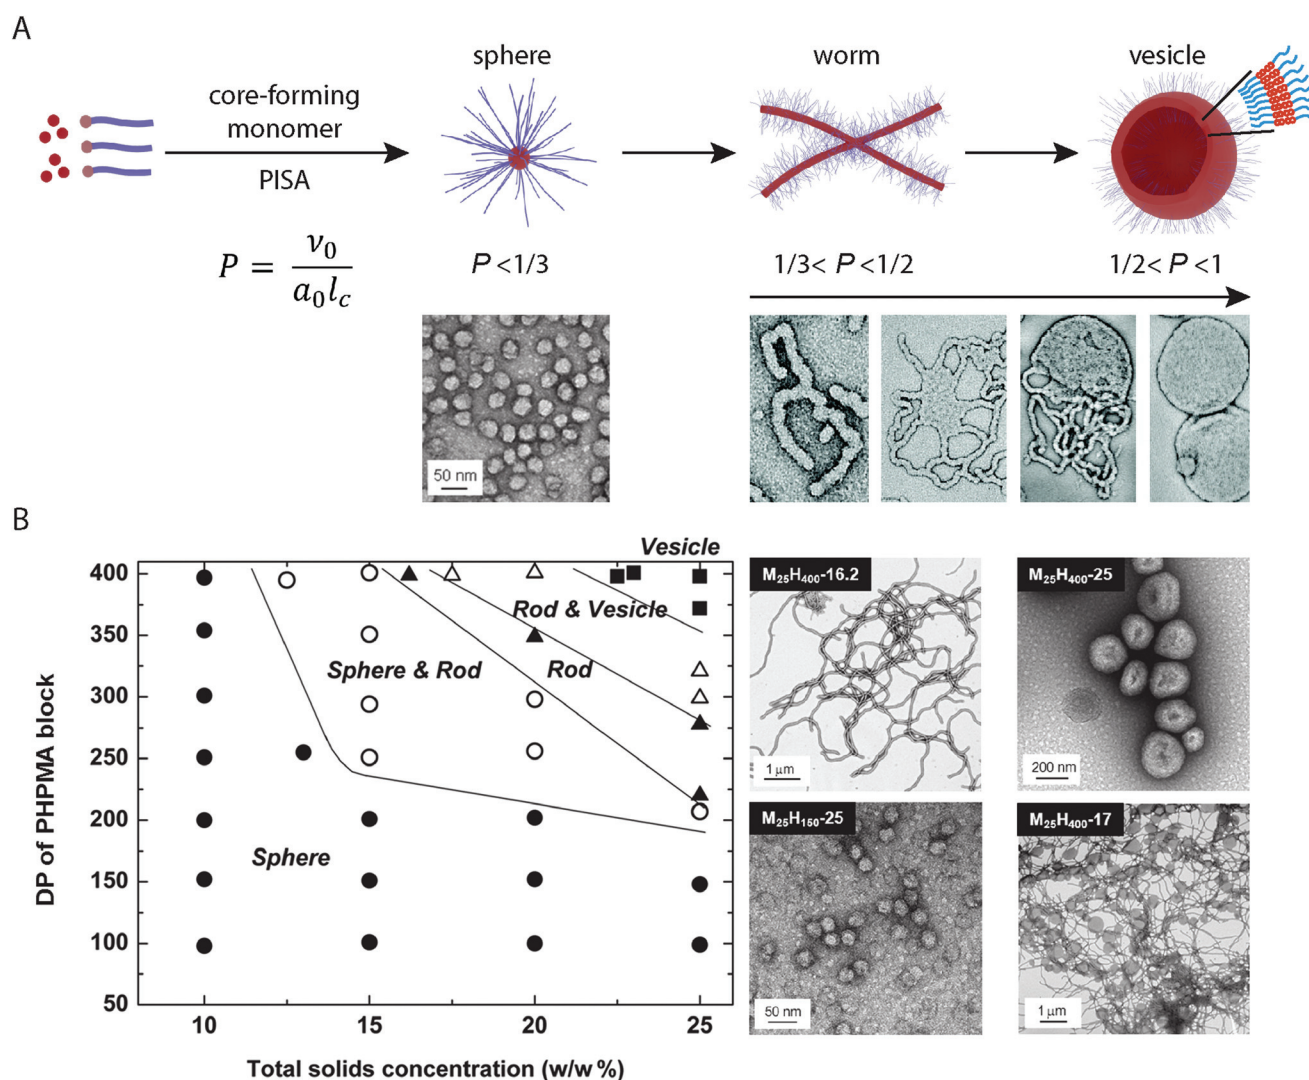 A
sphere
worm
vesicle
core-forming
monomer
PISA
P = ν₀ / a₀l_c
P <1/3
1/3< P <1/2
1/2< P <1
50 nm
B
Vesicle
400
350
300
250
200
150
100
50
DP of PHPMA block
Rod & Vesicle
Sphere & Rod
Rod
Sphere
10
15
20
25
Total solids concentration (w/w %)
M₂₅H₄₀₀-16.2
1 µm
M₂₅H₄₀₀-25
200 nm
M₂₅H₁₅₀-25
50 nm
M₂₅H₄₀₀-17
1 µm